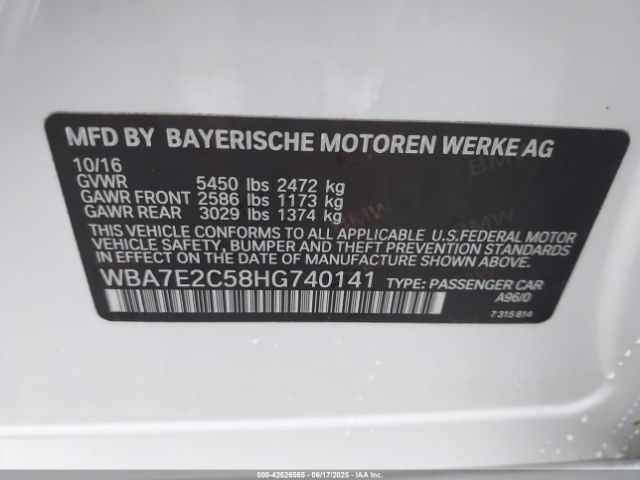 MFD BY BAYERISCHE MOTOREN WERKE AG
10/16
GVWR 5450 lbs 2472 kg
GAWR FRONT 2586 lbs 1173 kg
GAWR REAR 3029 lbs 1374 kg
THIS VEHICLE CONFORMS TO ALL APPLICABLE U.S.FEDERAL MOTOR
VEHICLE SAFETY, BUMPER AND THEFT PREVENTION STANDARDS
IN EFFECT ON THE DATE OF MANUFACTURE SHOWN ABOVE.
WBA7E2C58HG740141 TYPE: PASSENGER CAR
A96/0
7 315 814
000-42526565 - 06/17/2025 - IAAI.COM